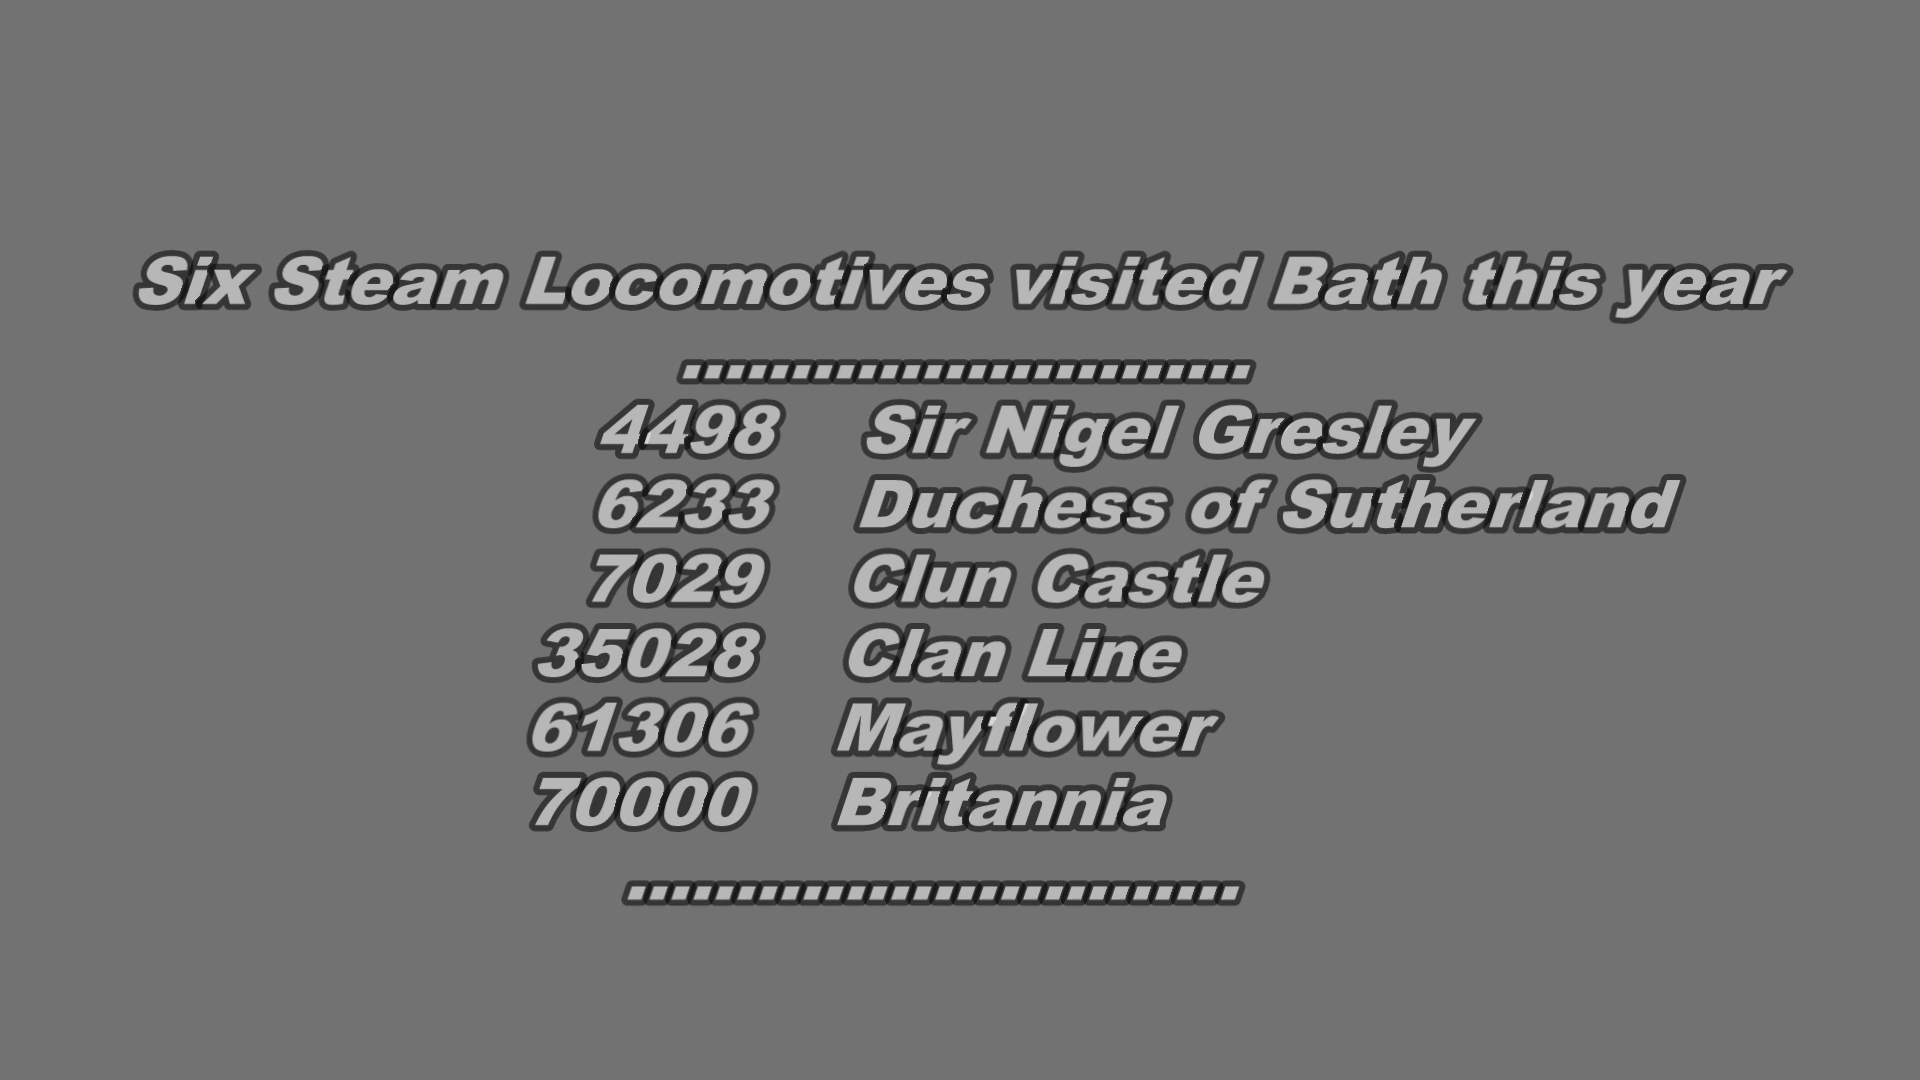 Six Steam Locomotives visited Bath this year
..........................
4498 Sir Nigel Gresley
6233 Duchess of Sutherland
7029 Clun Castle
35028 Clan Line
61306 Mayflower
70000 Britannia
............................